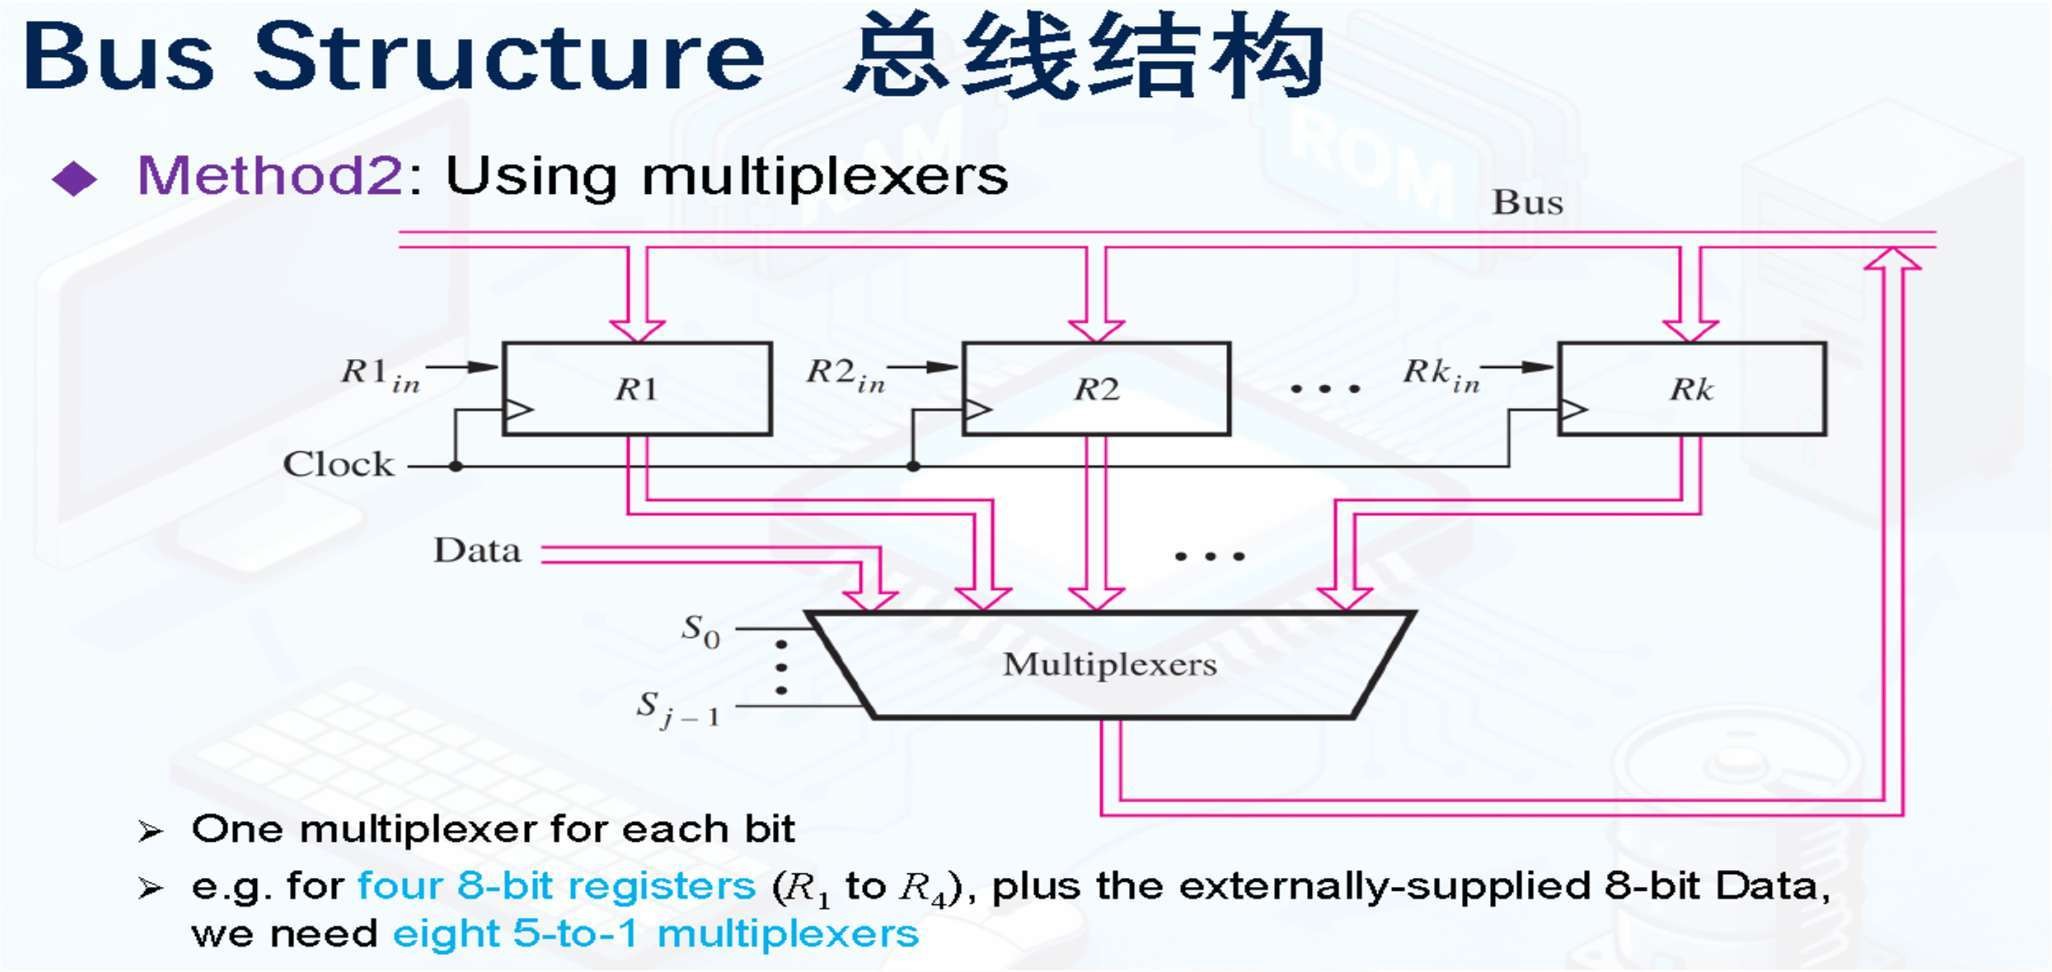 Bus Structure 总线结构
◆ Method2: Using multiplexers
RAM
ROM
Bus
R1in
R1
R2in
R2
• • •
Rkin
Rk
Clock
Data
• • •
S0
Multiplexers
Sj – 1
➢ One multiplexer for each bit
➢ e.g. for four 8-bit registers (R1 to R4), plus the externally-supplied 8-bit Data,
we need eight 5-to-1 multiplexers